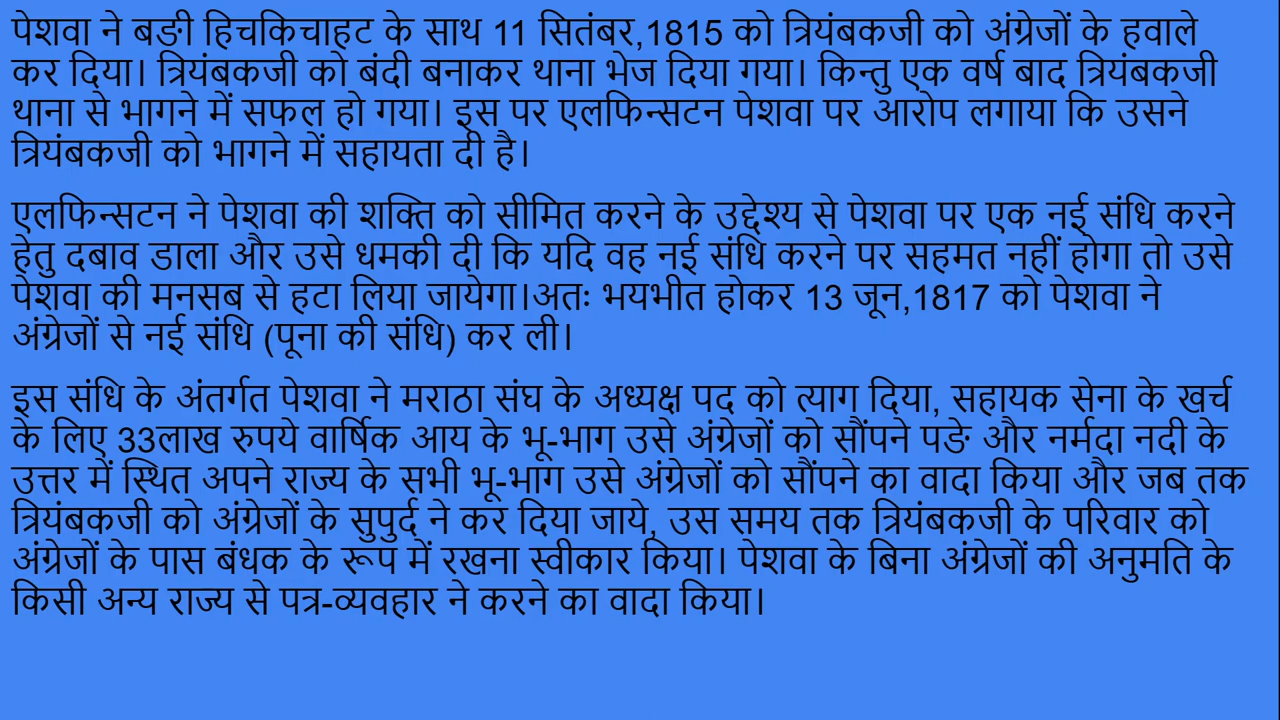 पेशवा ने बङी हिचकिचाहट के साथ 11 सितंबर,1815 को त्रियंबकजी को अंग्रेजों के हवाले
कर दिया। त्रियंबकजी को बंदी बनाकर थाना भेज दिया गया। किन्तु एक वर्ष बाद त्रियंबकजी
थाना से भागने में सफल हो गया। इस पर एलफिन्सटन पेशवा पर आरोप लगाया कि उसने
त्रियंबकजी को भागने में सहायता दी है।
एलफिन्सटन ने पेशवा की शक्ति को सीमित करने के उद्देश्य से पेशवा पर एक नई संधि करने
हेतु दबाव डाला और उसे धमकी दी कि यदि वह नई संधि करने पर सहमत नहीं होगा तो उसे
पेशवा की मनसब से हटा लिया जायेगा।अतः भयभीत होकर 13 जून,1817 को पेशवा ने
अंग्रेजों से नई संधि (पूना की संधि) कर ली।
इस संधि के अंतर्गत पेशवा ने मराठा संघ के अध्यक्ष पद को त्याग दिया, सहायक सेना के खर्च
के लिए 33लाख रुपये वार्षिक आय के भू-भाग उसे अंग्रेजों को सौंपने पङे और नर्मदा नदी के
उत्तर में स्थित अपने राज्य के सभी भू-भाग उसे अंग्रेजों को सौंपने का वादा किया और जब तक
त्रियंबकजी को अंग्रेजों के सुपुर्द ने कर दिया जाये, उस समय तक त्रियंबकजी के परिवार को
अंग्रेजों के पास बंधक के रूप में रखना स्वीकार किया। पेशवा के बिना अंग्रेजों की अनुमति के
किसी अन्य राज्य से पत्र-व्यवहार ने करने का वादा किया।